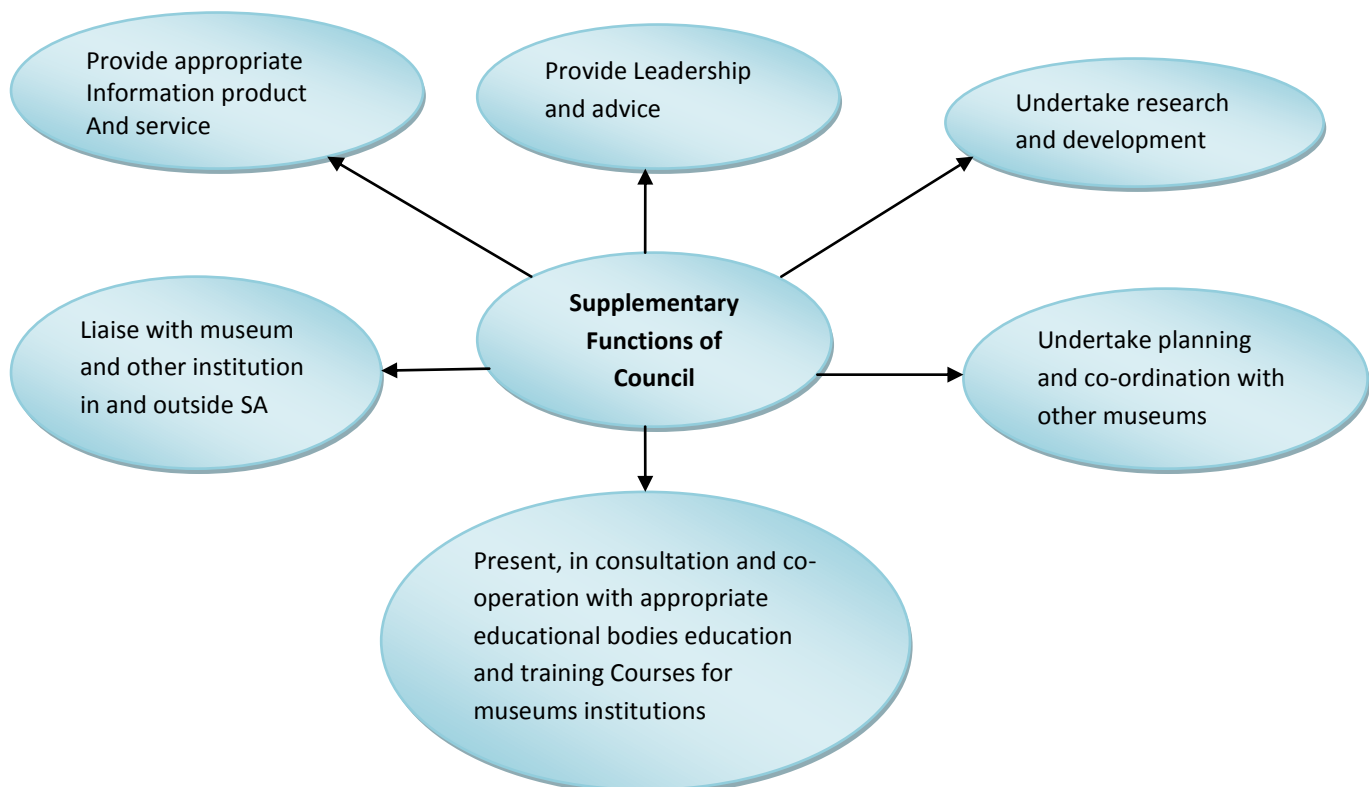 Provide appropriate
Information product
And service
Provide Leadership
and advice
Undertake research
and development
Liaise with museum
and other institution
in and outside SA
Supplementary
Functions of
Council
Undertake planning
and co-ordination with
other museums
Present, in consultation and co-
operation with appropriate
educational bodies education
and training Courses for
museums institutions